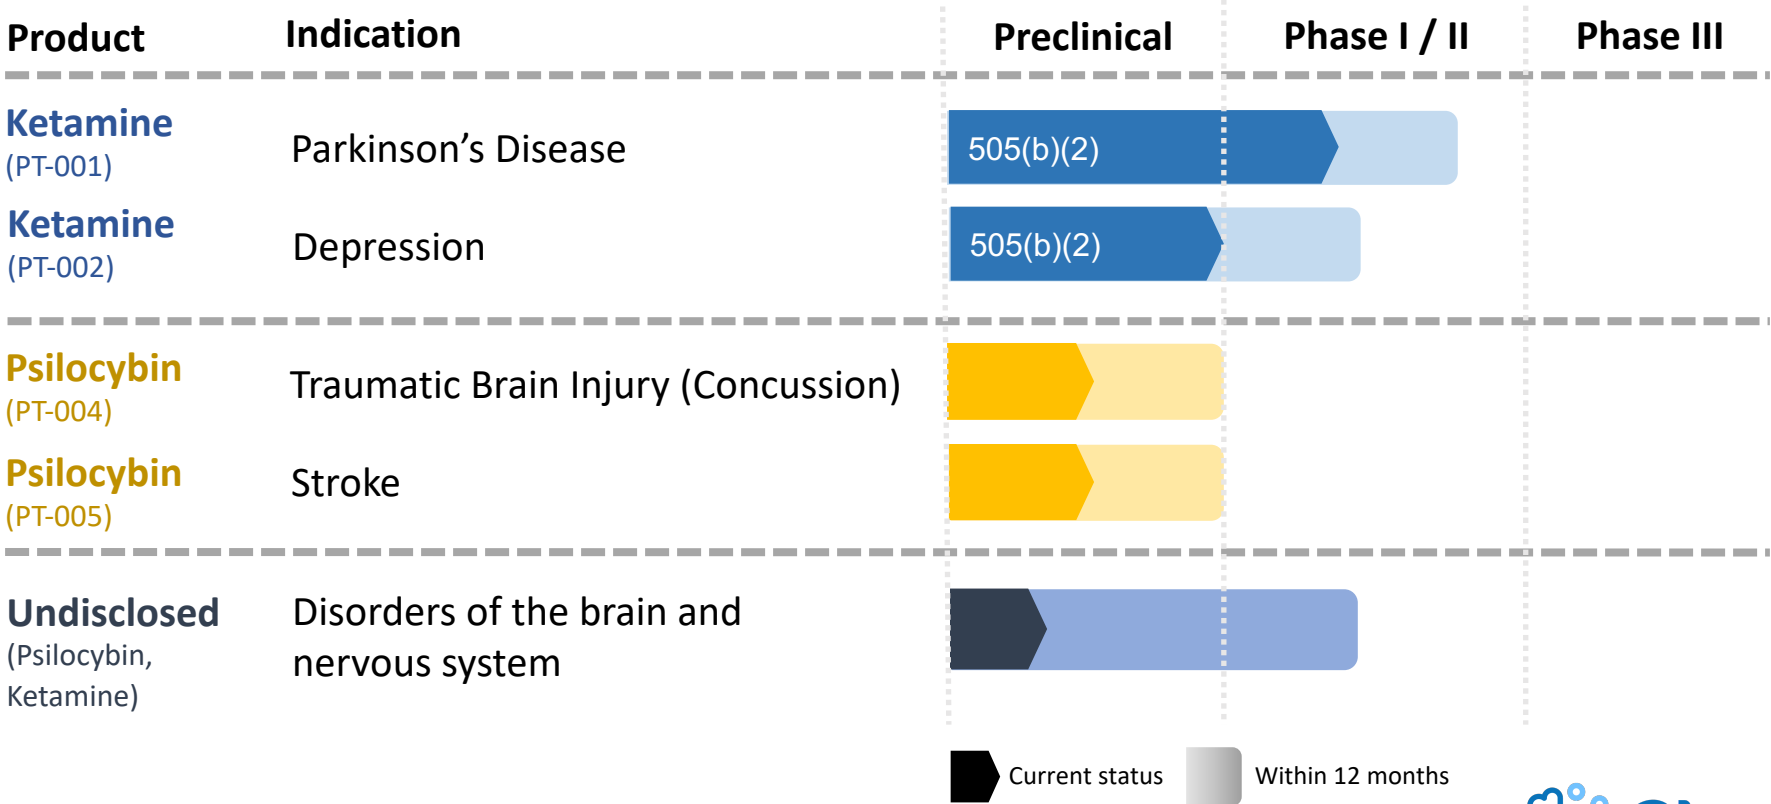 Product Indication Preclinical Phase I / II Phase III
Ketamine
(PT-001)
Parkinson’s Disease
505(b)(2)
Ketamine
(PT-002)
Depression
505(b)(2)
Psilocybin
(PT-004)
Traumatic Brain Injury (Concussion)
Psilocybin
(PT-005)
Stroke
Undisclosed
(Psilocybin,
Ketamine)
Disorders of the brain and
nervous system
Current status
Within 12 months